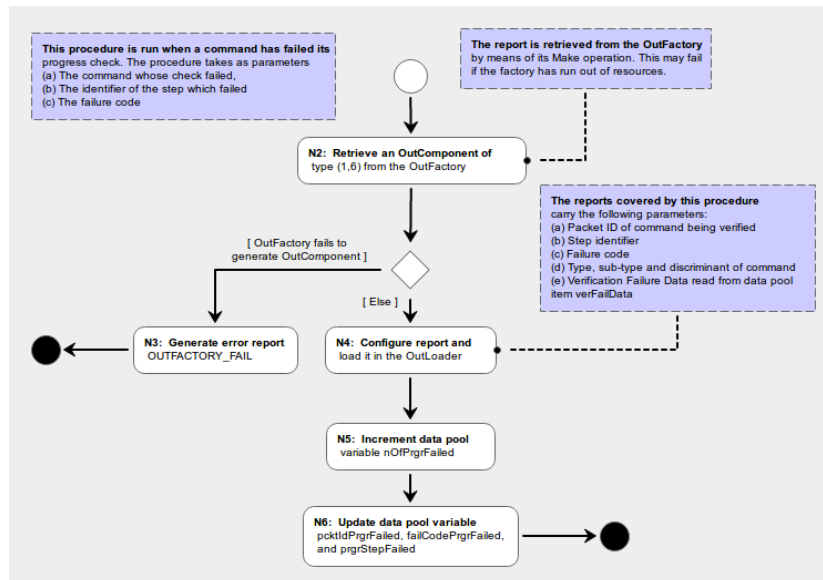 This procedure is run when a command has failed its
progress check. The procedure takes as parameters
(a) The command whose check failed,
(b) The identifier of the step which failed
(c) The failure code
The report is retrieved from the OutFactory
by means of its Make operation. This may fail
if the factory has run out of resources.
N2: Retrieve an OutComponent of
type (1,6) from the OutFactory
The reports covered by this procedure
carry the following parameters:
(a) Packet ID of command being verified
(b) Step identifier
(c) Failure code
(d) Type, sub-type and discriminant of command
(e) Verification Failure Data read from data pool
item verFailData
[ OutFactory fails to
generate OutComponent ]
[ Else ]
N3: Generate error report
OUTFACTORY_FAIL
N4: Configure report and
load it in the OutLoader
N5: Increment data pool
variable nOfPrgrFailed
N6: Update data pool variable
pcktIdPrgrFailed, failCodePrgrFailed,
and prgrStepFailed